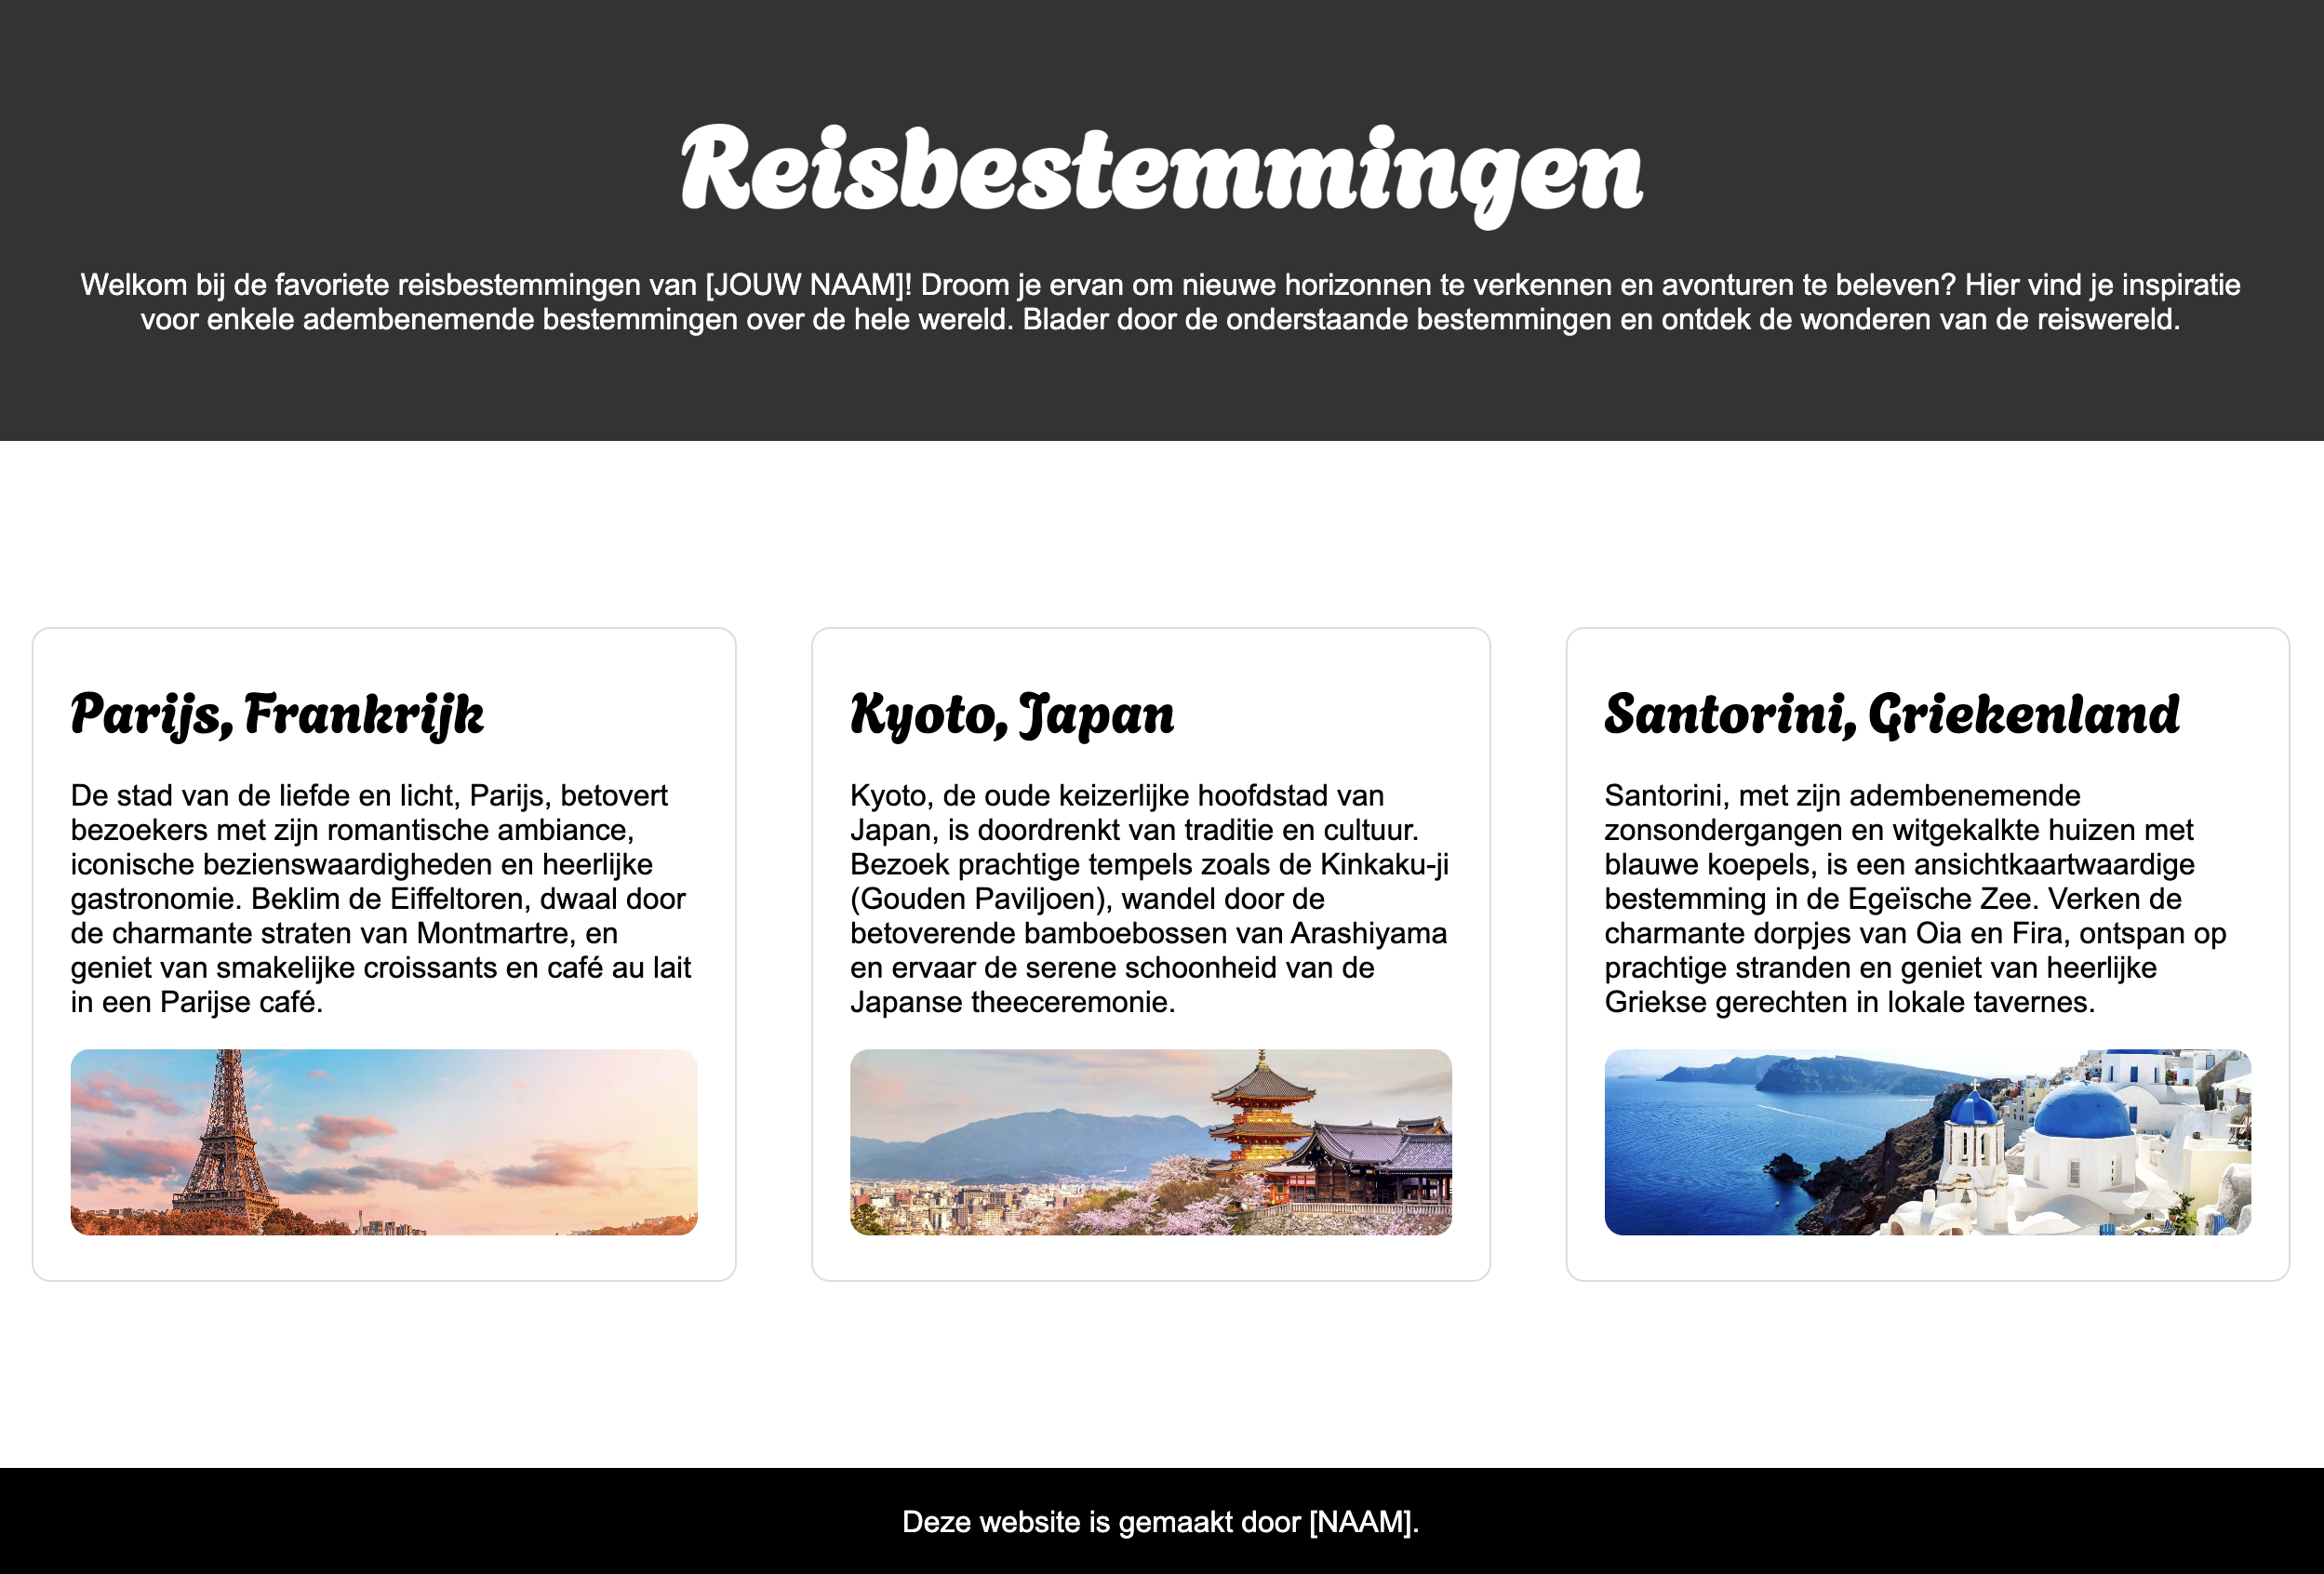 Reisbestemmingen
Welkom bij de favoriete reisbestemmingen van [JOUW NAAM]! Droom je ervan om nieuwe horizonnen te verkennen en avonturen te beleven? Hier vind je inspiratie
voor enkele adembenemende bestemmingen over de hele wereld. Blader door de onderstaande bestemmingen en ontdek de wonderen van de reiswereld.
Parijs, Frankrijk
De stad van de liefde en licht, Parijs, betovert
bezoekers met zijn romantische ambiance,
iconische bezienswaardigheden en heerlijke
gastronomie. Beklim de Eiffeltoren, dwaal door
de charmante straten van Montmartre, en
geniet van smakelijke croissants en café au lait
in een Parijse café.
Kyoto, Japan
Kyoto, de oude keizerlijke hoofdstad van
Japan, is doordrenkt van traditie en cultuur.
Bezoek prachtige tempels zoals de Kinkaku-ji
(Gouden Paviljoen), wandel door de
betoverende bamboebossen van Arashiyama
en ervaar de serene schoonheid van de
Japanse theeceremonie.
Santorini, Griekenland
Santorini, met zijn adembenemende
zonsondergangen en witgekalkte huizen met
blauwe koepels, is een ansichtkaartwaardige
bestemming in de Egeïsche Zee. Verken de
charmante dorpjes van Oia en Fira, ontspan op
prachtige stranden en geniet van heerlijke
Griekse gerechten in lokale tavernes.
Deze website is gemaakt door [NAAM].